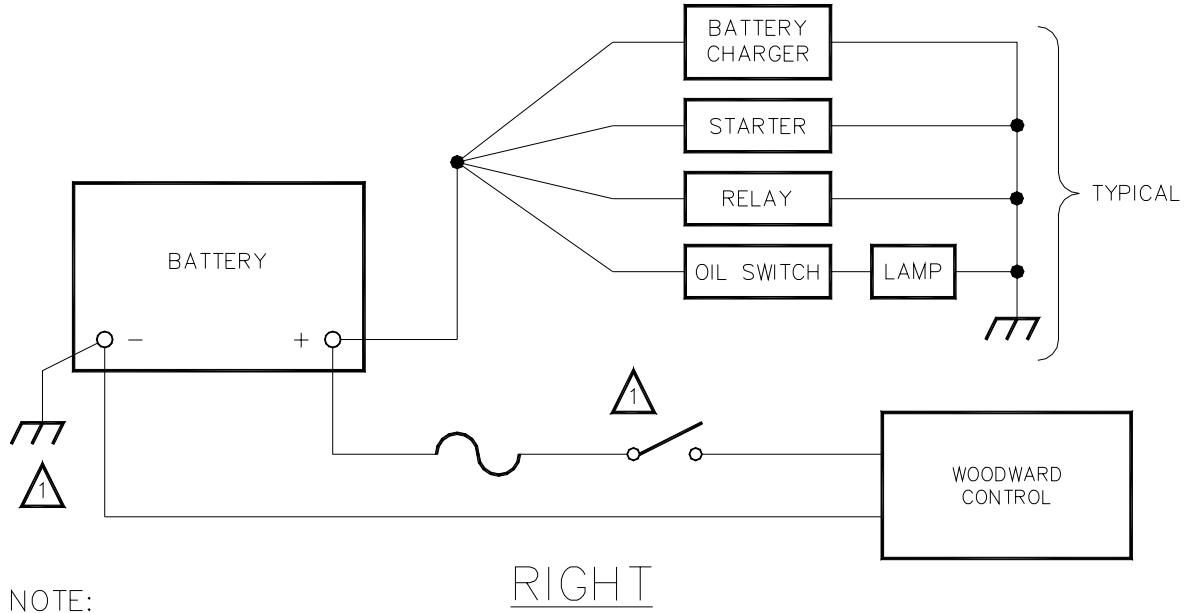 BATTERY
CHARGER
STARTER
RELAY
OIL SWITCH
LAMP
TYPICAL
BATTERY
- +
1
1
WOODWARD
CONTROL
RIGHT
NOTE: